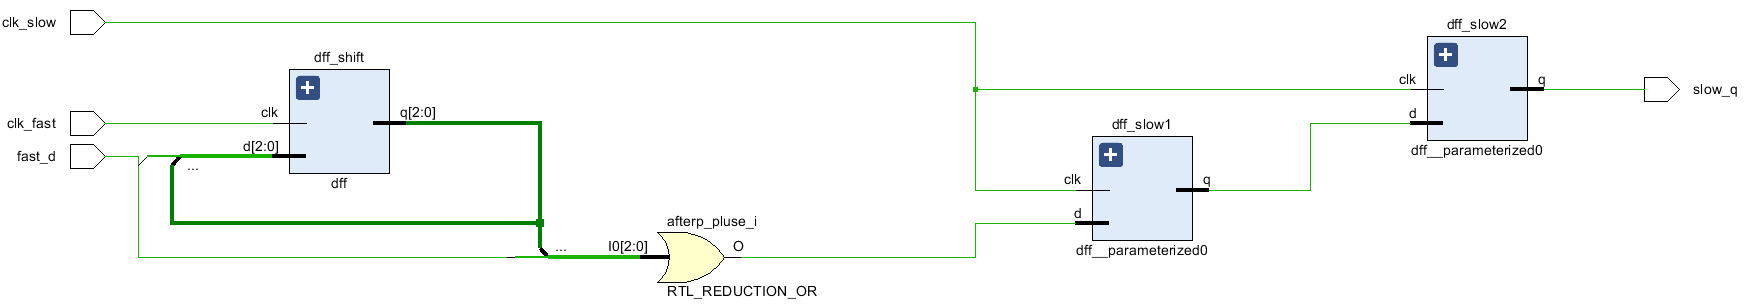 clk_slow
dff_slow2
dff_shift
clk
q
slow_q
clk
q[2:0]
d
clk_fast
dff_slow1
fast_d
d[2:0]
dff__parameterized0
...
dff
clk
q
d
afterp_pluse_i
...
I0[2:0]
O
dff__parameterized0
RTL_REDUCTION_OR